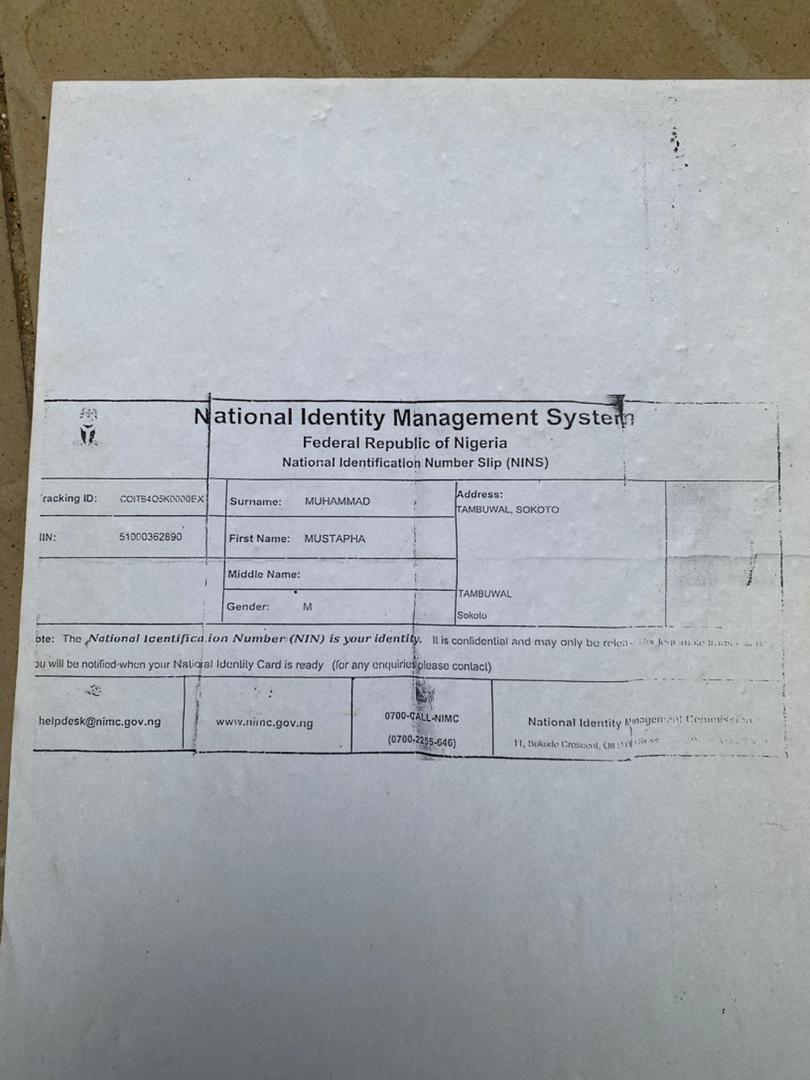 National Identity Management System
Federal Republic of Nigeria
National Identification Number Slip (NINS)
racking ID:
Surname: MUHAMMAD
Address:
TAMBUWAL, SOKOTO
IIN: 51000362890
First Name: MUSTAPHA
Middle Name:
TAMBUWAL
Gender: M
Sokoto
ote: The National Identification Number (NIN) is your identity. It is confidential and may only be
ou will be notified when your National Identity Card is ready (for any enquiries please contact)
helpdesk@nimc.gov.ng
www.nimc.gov.ng
0700-CALL-NIMC
(0700-2255-646)
National Identity Management Commission
11, Sokode Crescent, Off